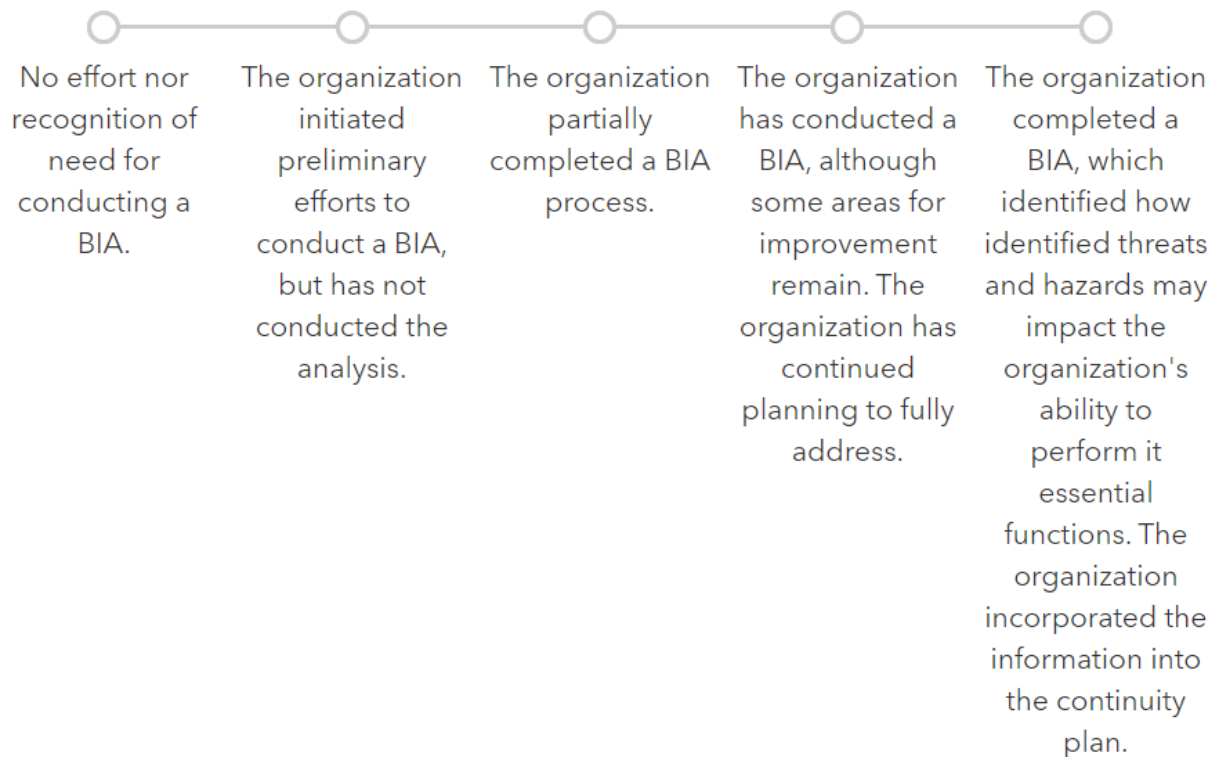 No effort nor
recognition of
need for
conducting a
BIA.
The organization
initiated
preliminary
efforts to
conduct a BIA,
but has not
conducted the
analysis.
The organization
partially
completed a BIA
process.
The organization
has conducted a
BIA, although
some areas for
improvement
remain. The
organization has
continued
planning to fully
address.
The organization
completed a
BIA, which
identified how
identified threats
and hazards may
impact the
organization's
ability to
perform it
essential
functions. The
organization
incorporated the
information into
the continuity
plan.